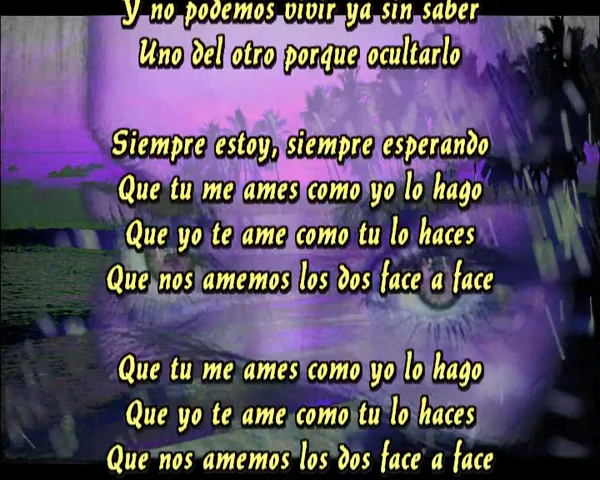 Y no podemos vivir ya sin saber
Uno del otro porque ocultarlo
Siempre estoy, siempre esperando
Que tu me ames como yo lo hago
Que yo te ame como tu lo haces
Que nos amemos los dos face a face
Que tu me ames como yo lo hago
Que yo te ame como tu lo haces
Que nos amemos los dos face a face